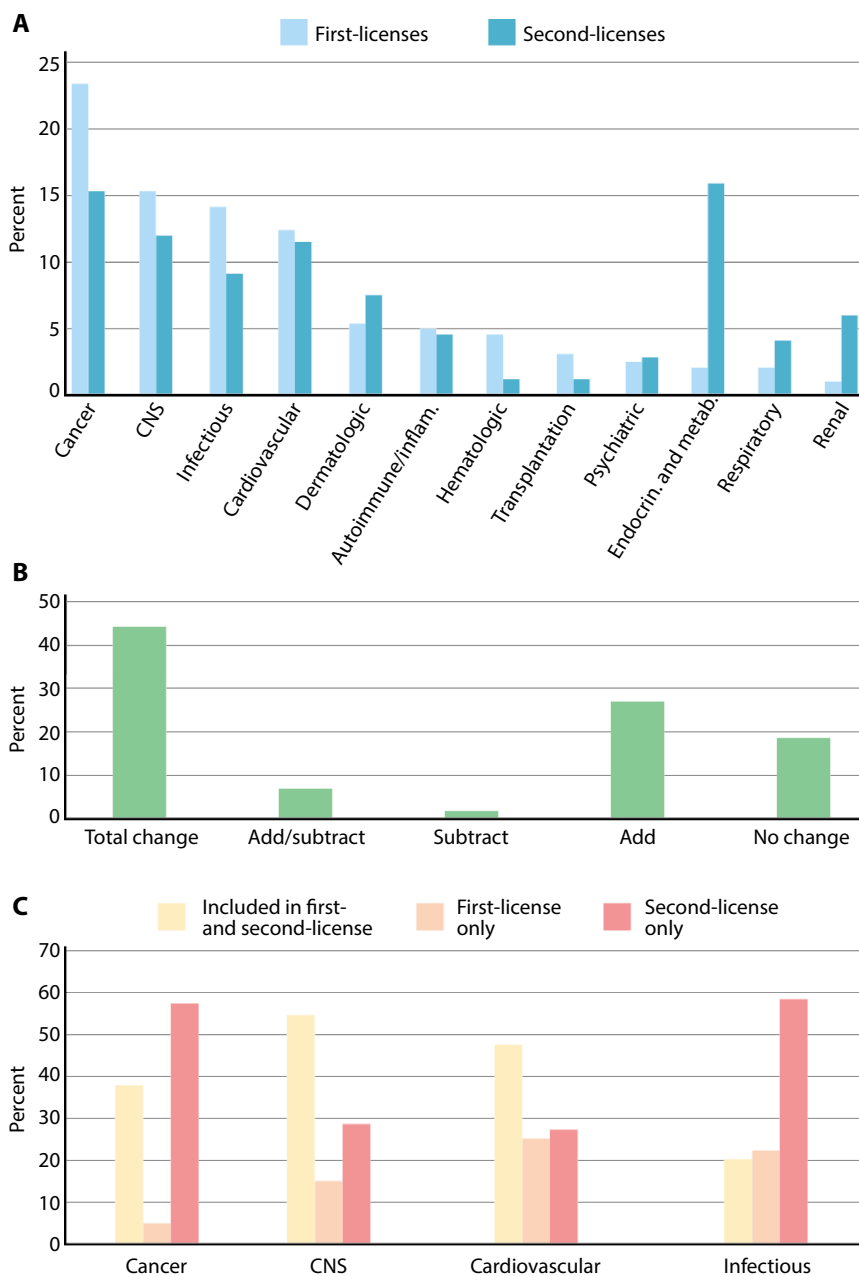 A
First-licenses
Second-licenses
25
20
15
10
5
0
Percent
Cancer
CNS
Infectious
Cardiovascular
Dermatologic
Autoimmune/inflam.
Hematologic
Transplantation
Psychiatric
Endocrin. and metab.
Respiratory
Renal
B
50
40
30
20
10
0
Percent
Total change
Add/subtract
Subtract
Add
No change
C
Included in first-
and second-license
First-license
only
Second-license
only
70
60
50
40
30
20
10
0
Percent
Cancer
CNS
Cardiovascular
Infectious